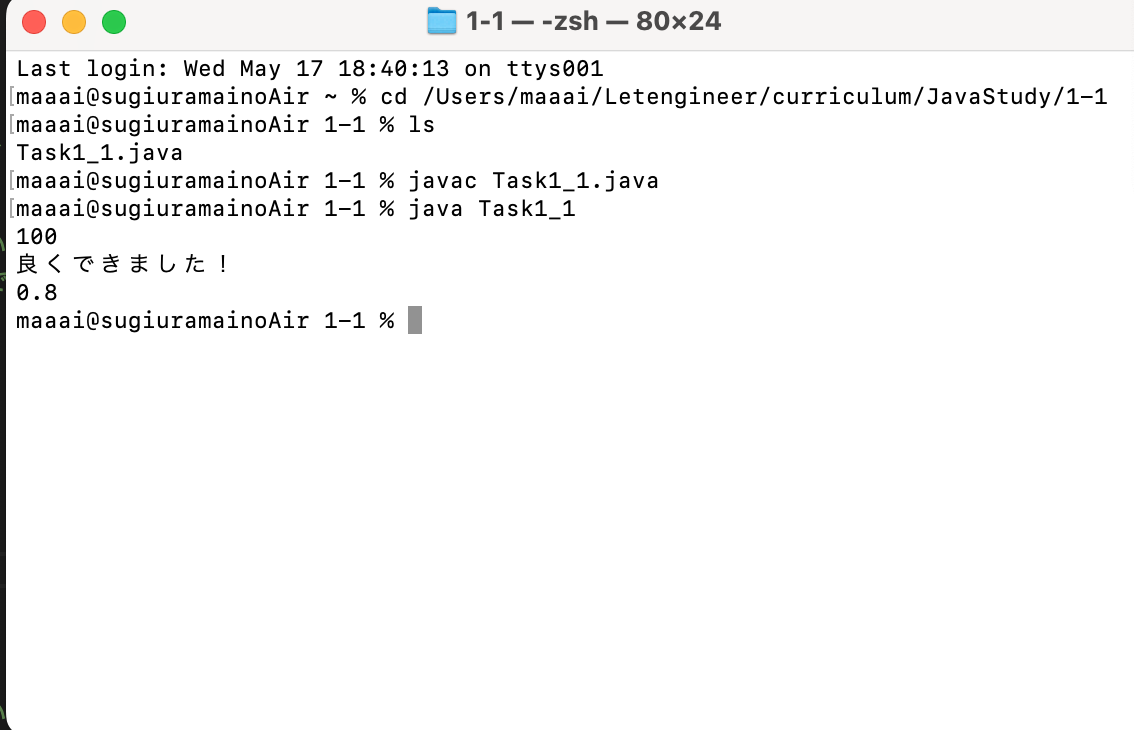 1-1 — -zsh — 80×24
Last login: Wed May 17 18:40:13 on ttys001
[maaai@sugiuramainoAir ~ % cd /Users/maaai/Letengineer/curriculum/JavaStudy/1-1
[maaai@sugiuramainoAir 1-1 % ls
Task1_1.java
[maaai@sugiuramainoAir 1-1 % javac Task1_1.java
[maaai@sugiuramainoAir 1-1 % java Task1_1
100
良くできました！
0.8
maaai@sugiuramainoAir 1-1 %